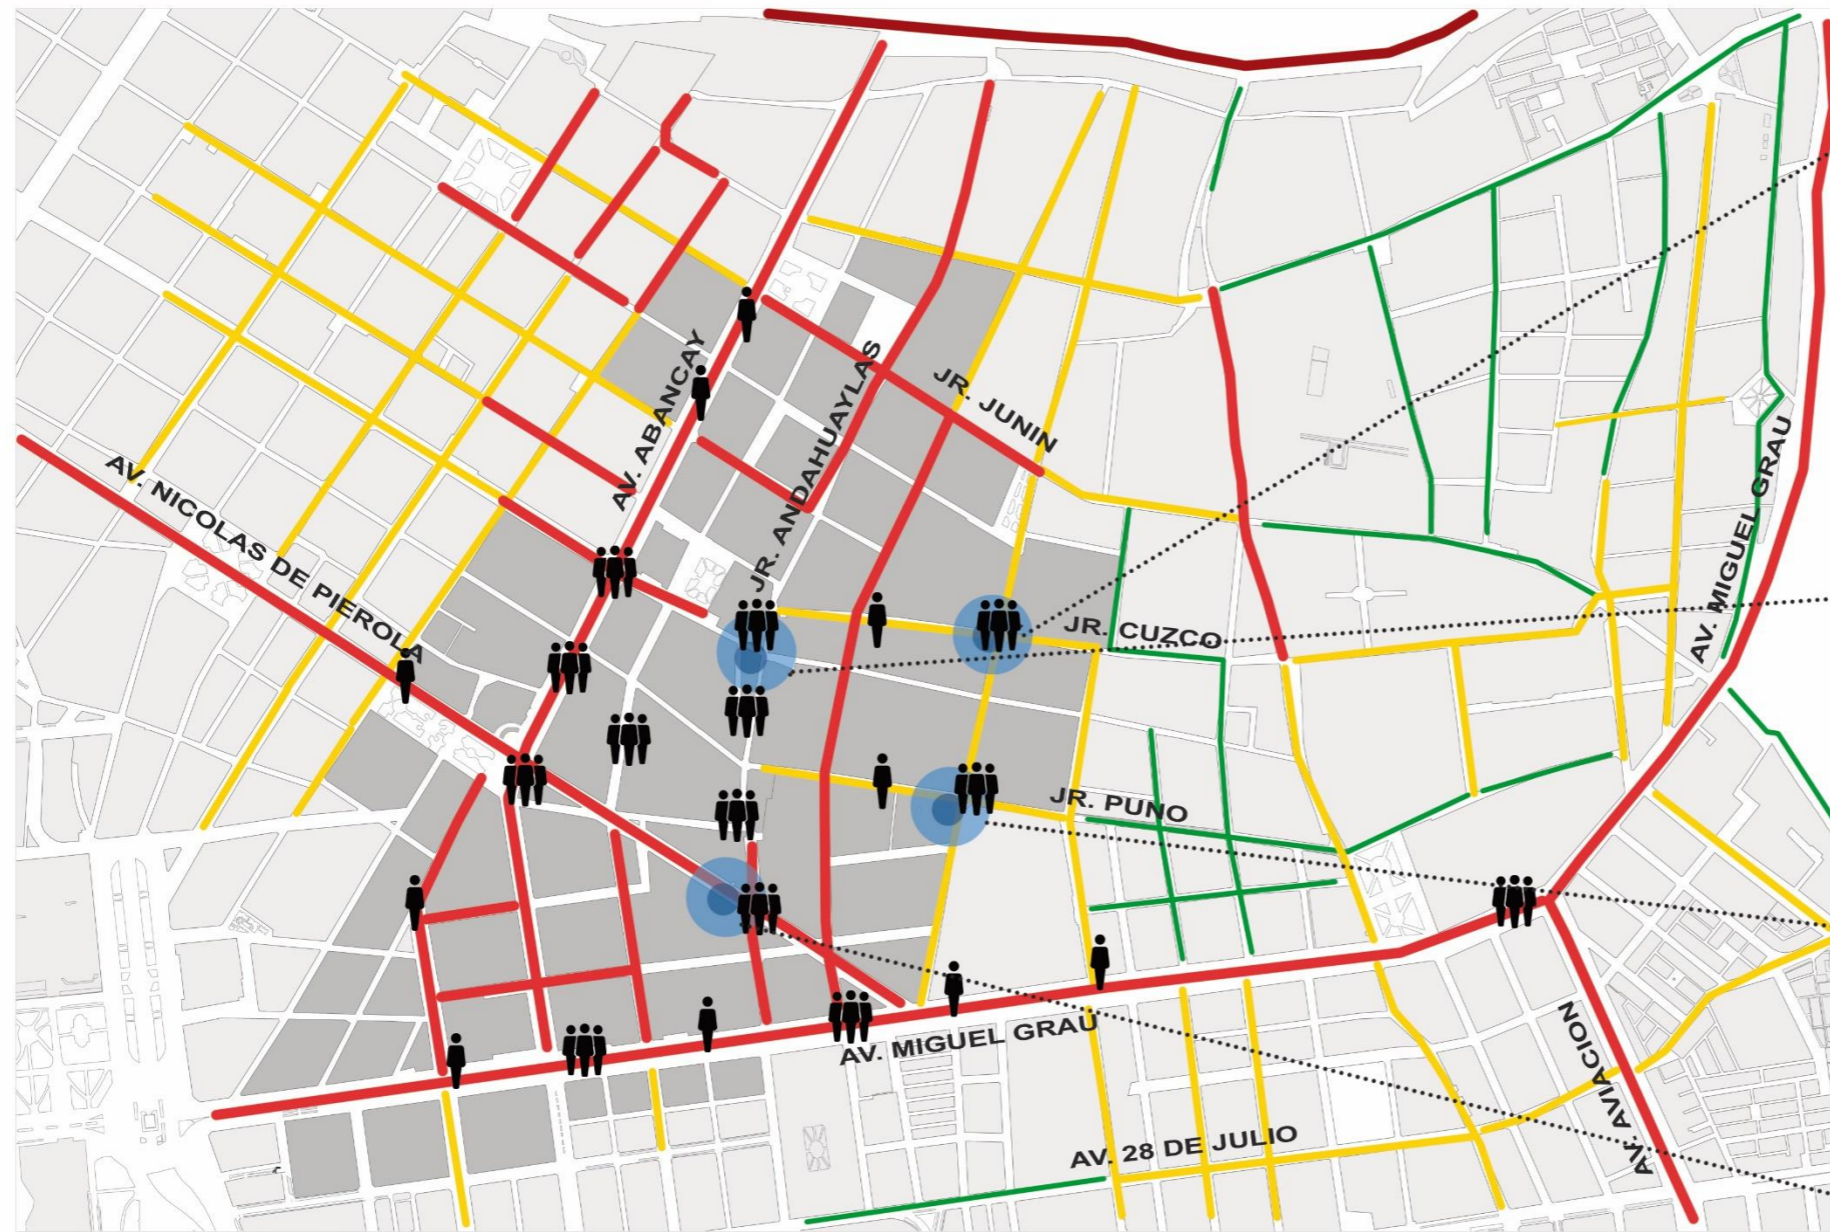 AV. ABANCAY
JR. ANDAHUAYLAS
JR. JUNIN
AV. NICOLAS DE PIEROLA
AV. MIGUEL GRAU
JR. CUZCO
JR. PUNO
AV. MIGUEL GRAU
AV. AVIACION
AV. 28 DE JULIO